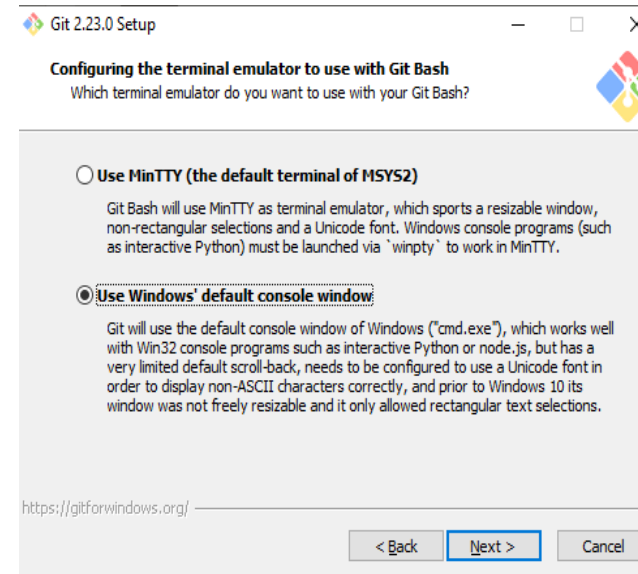 Git 2.23.0 Setup
Configuring the terminal emulator to use with Git Bash
Which terminal emulator do you want to use with your Git Bash?
Use MinTTY (the default terminal of MSYS2)
Git Bash will use MinTTY as terminal emulator, which sports a resizable window,
non-rectangular selections and a Unicode font. Windows console programs (such
as interactive Python) must be launched via `winpty` to work in MinTTY.
Use Windows' default console window
Git will use the default console window of Windows ("cmd.exe"), which works well
with Win32 console programs such as interactive Python or node.js, but has a
very limited default scroll-back, needs to be configured to use a Unicode font in
order to display non-ASCII characters correctly, and prior to Windows 10 its
window was not freely resizable and it only allowed rectangular text selections.
https://gitforwindows.org/
< Back Next > Cancel